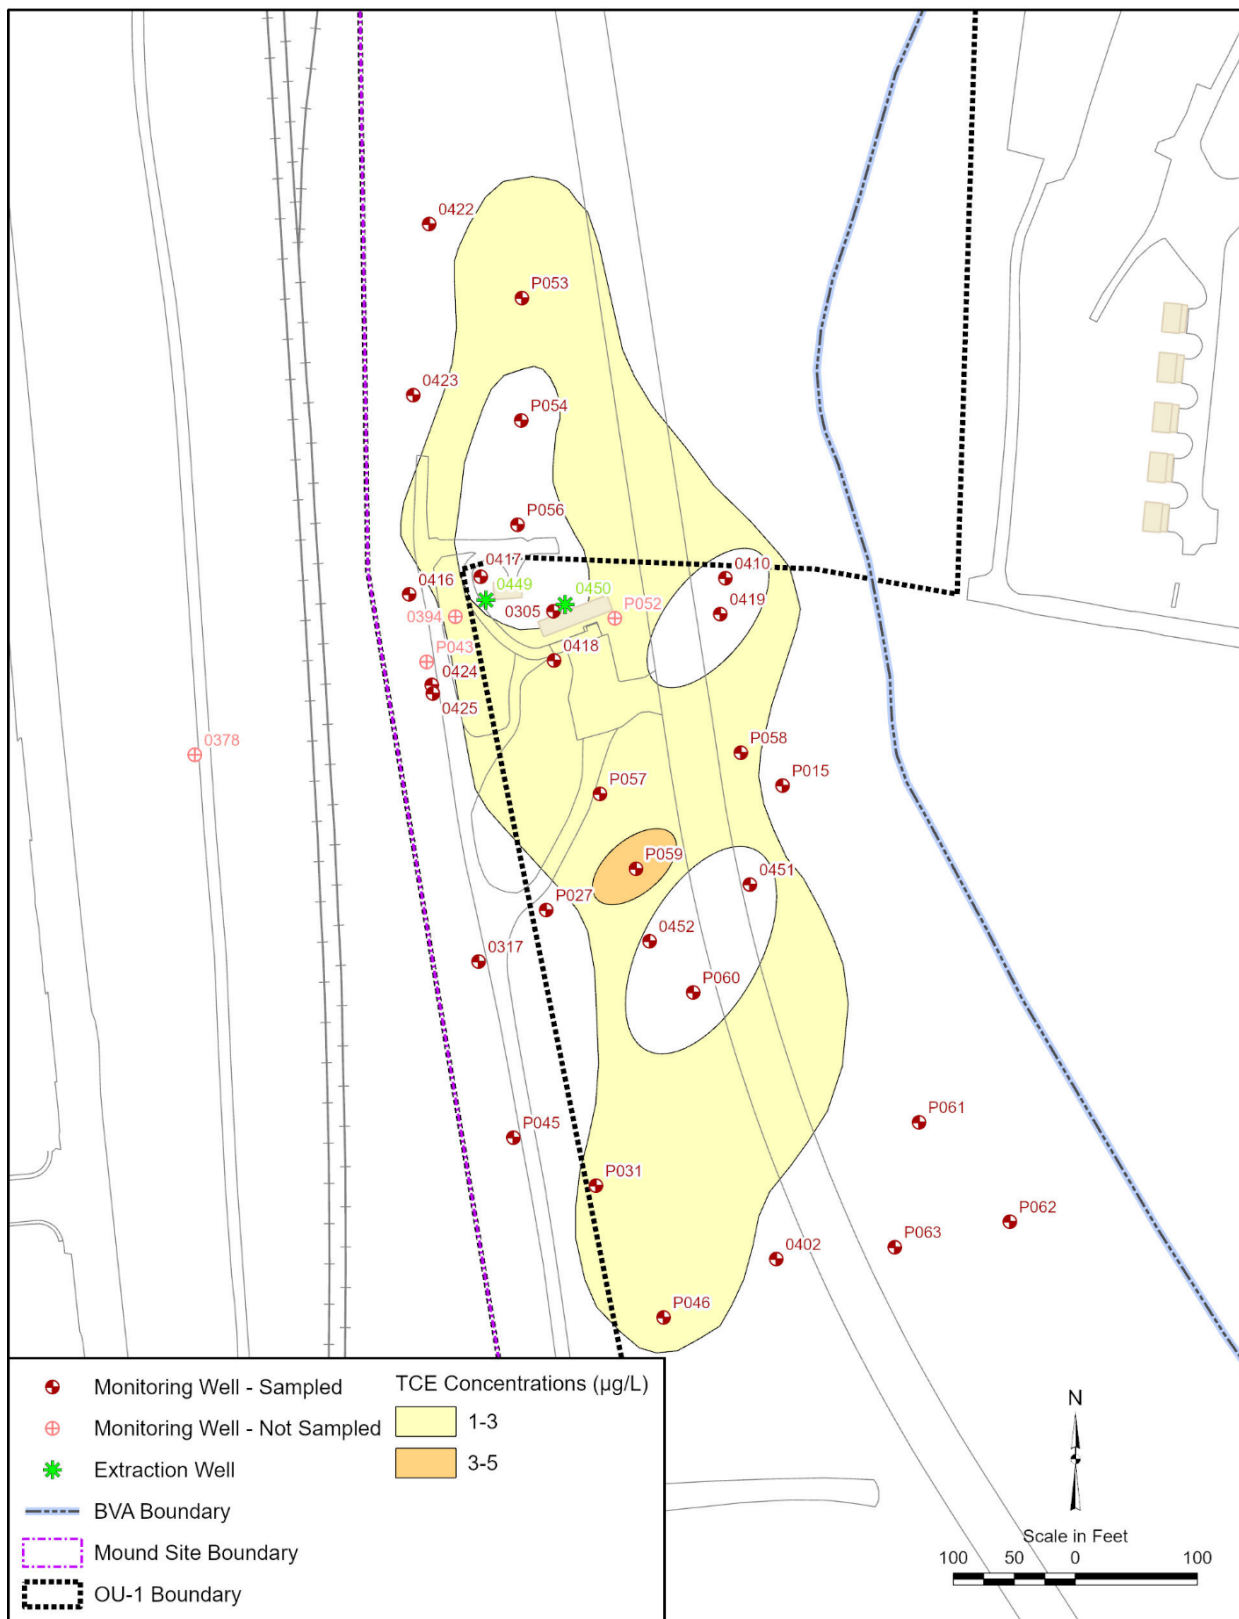 0422
P053
0423
P054
P056
0417
0410
0416
0449
0450
0394
0305
P052
0419
P043
0418
0424
0425
0378
P058
P015
P057
P059
0451
P027
0452
0317
P060
P061
P045
P031
P062
P063
0402
P046
Monitoring Well - Sampled
Monitoring Well - Not Sampled
Extraction Well
BVA Boundary
Mound Site Boundary
OU-1 Boundary
TCE Concentrations (µg/L)
1-3
3-5
N
Scale in Feet
100 50 0 100